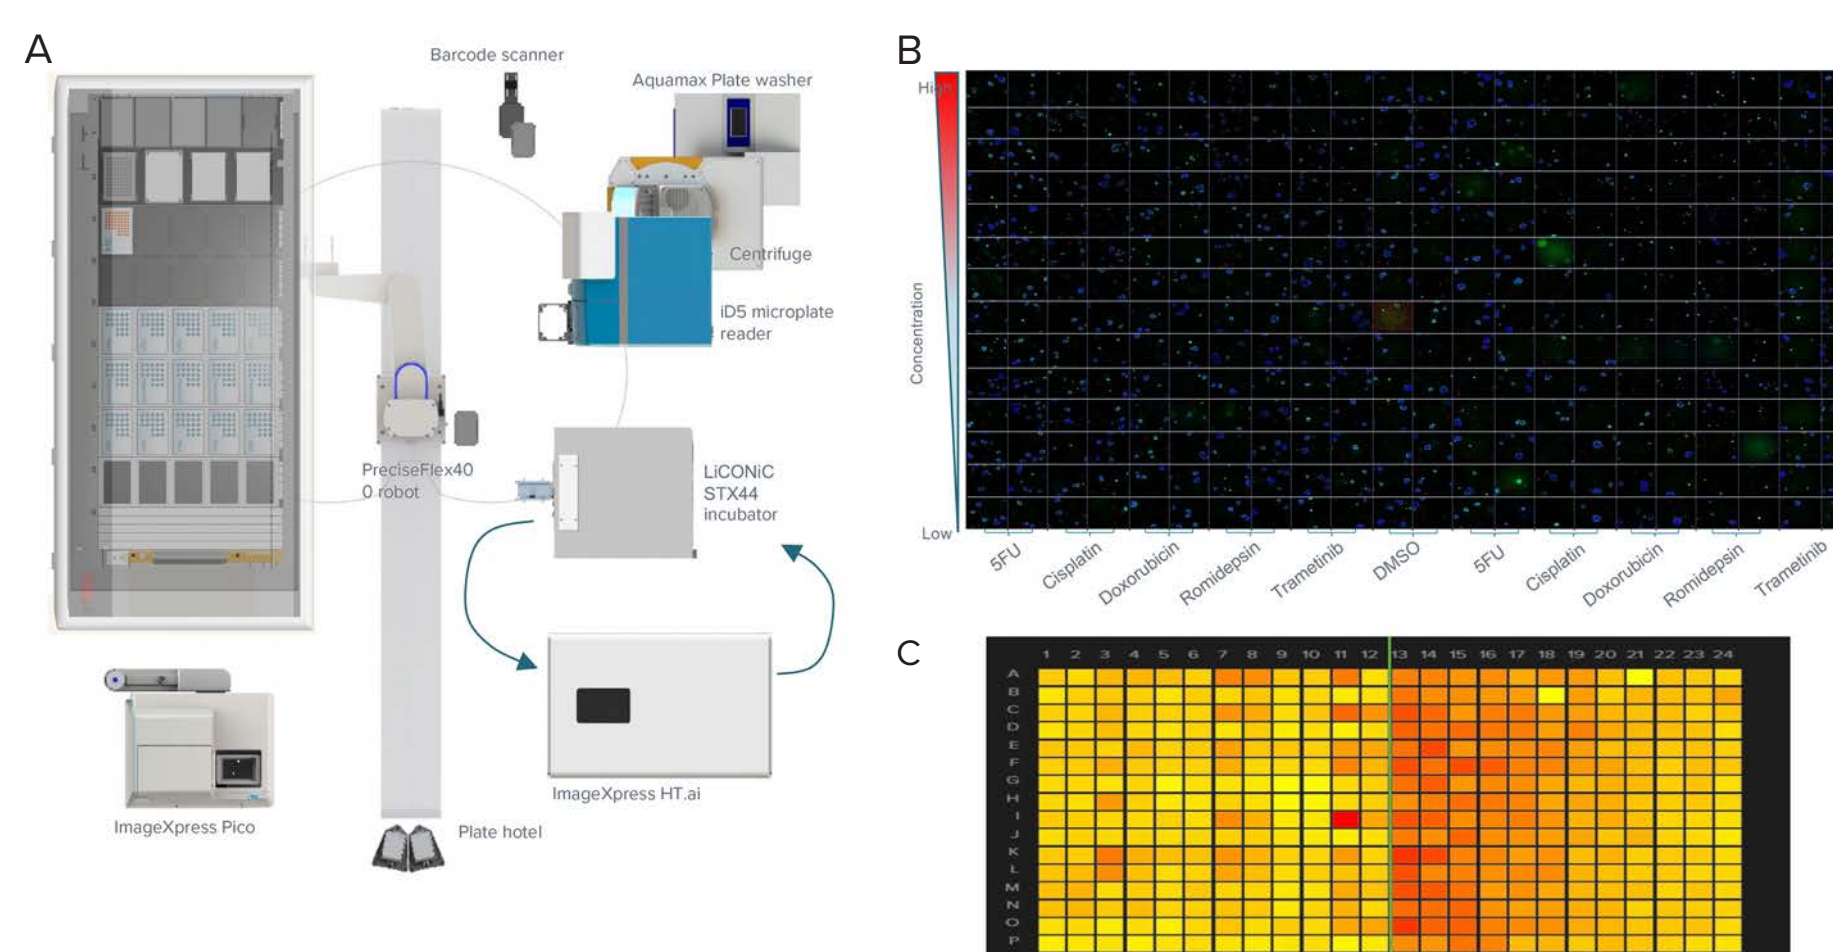 A
Barcode scanner
Aquamax Plate washer
Centrifuge
iD5 microplate
reader
PreciseFlex40
0 robot
LiCONiC
STX44
incubator
ImageXpress HT.ai
ImageXpress Pico
Plate hotel
B
High
Concentration
Low
5FU
Cisplatin
Doxorubicin
Romidepsin
Trametinib
DMSO
5FU
Cisplatin
Doxorubicin
Romidepsin
Trametinib
C
1 2 3 4 5 6 7 8 9 10 11 12 13 14 15 16 17 18 19 20 21 22 23 24
A
B
C
D
E
F
G
H
I
J
K
L
M
N
O
P